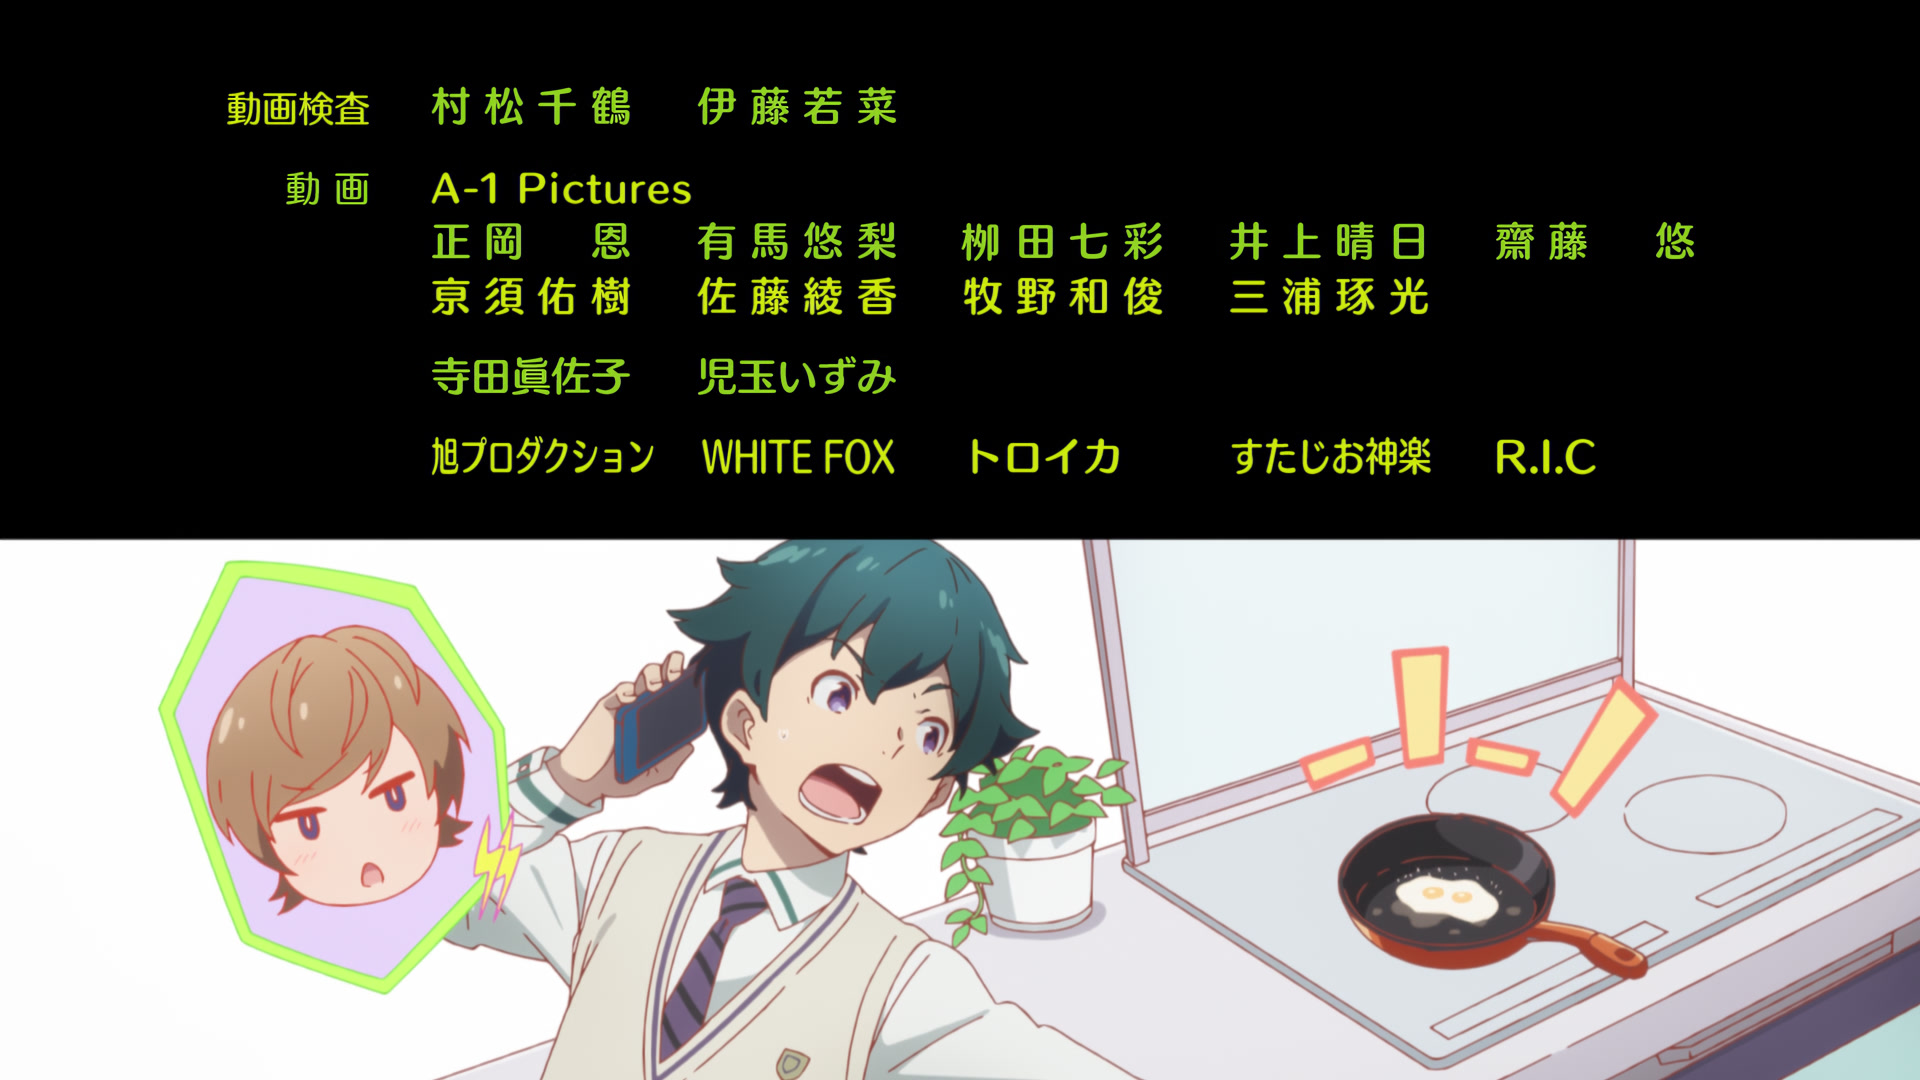 動画検査 村松千鶴 伊藤若菜
動画 A-1 Pictures
正岡 恩 有馬悠梨 栁田七彩 井上晴日 齋藤 悠
亰須佑樹 佐藤綾香 牧野和俊 三浦琢光
寺田眞佐子 児玉いずみ
旭プロダクション WHITE FOX トロイカ すたじお神楽 R.I.C